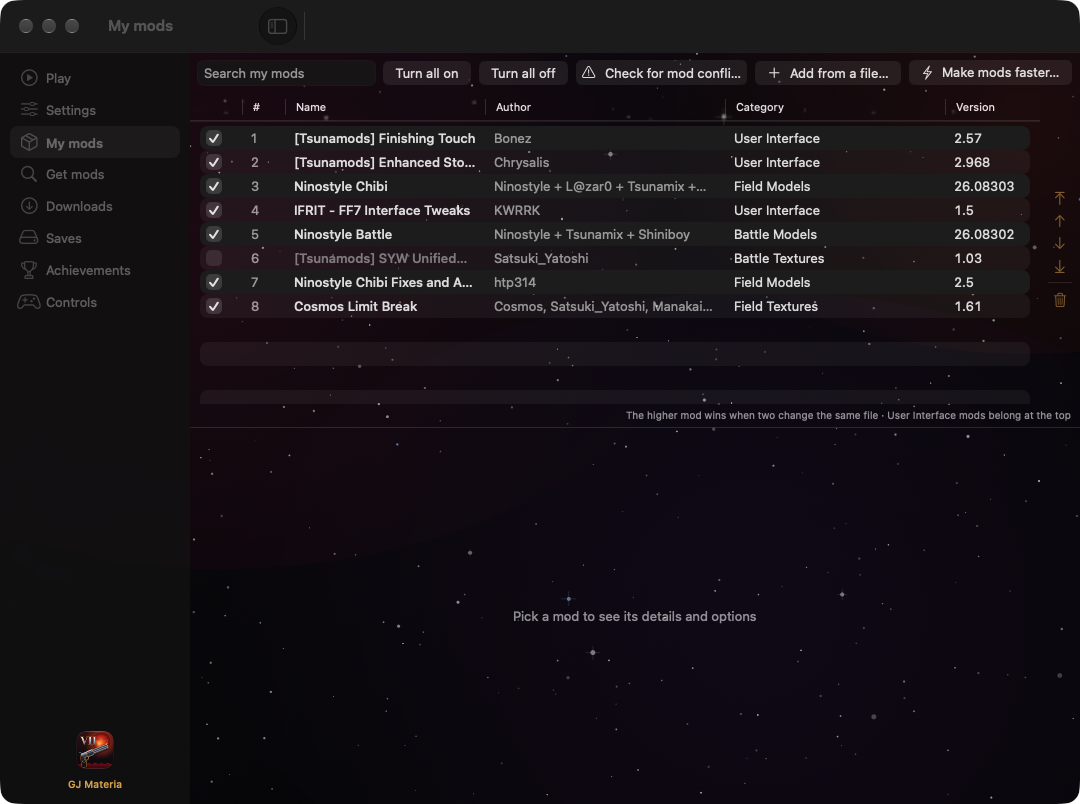 My mods
Play
Settings
My mods
Get mods
Downloads
Saves
Achievements
Controls
Search my mods
Turn all on
Turn all off
Check for mod confli...
Add from a file...
Make mods faster...
# Name Author Category Version
1 [Tsunamods] Finishing Touch Bonez User Interface 2.57
2 [Tsunamods] Enhanced Sto... Chrysalis User Interface 2.968
3 Ninostyle Chibi Ninostyle + L@zar0 + Tsunamix +... Field Models 26.08303
4 IFRIT - FF7 Interface Tweaks KWRRK User Interface 1.5
5 Ninostyle Battle Ninostyle + Tsunamix + Shiniboy Battle Models 26.08302
6 [Tsunamods] SYW Unified... Satsuki_Yatoshi Battle Textures 1.03
7 Ninostyle Chibi Fixes and A... htp314 Field Models 2.5
8 Cosmos Limit Break Cosmos, Satsuki_Yatoshi, Manakai... Field Textures 1.61
The higher mod wins when two change the same file · User Interface mods belong at the top
Pick a mod to see its details and options
VII
GJ Materia